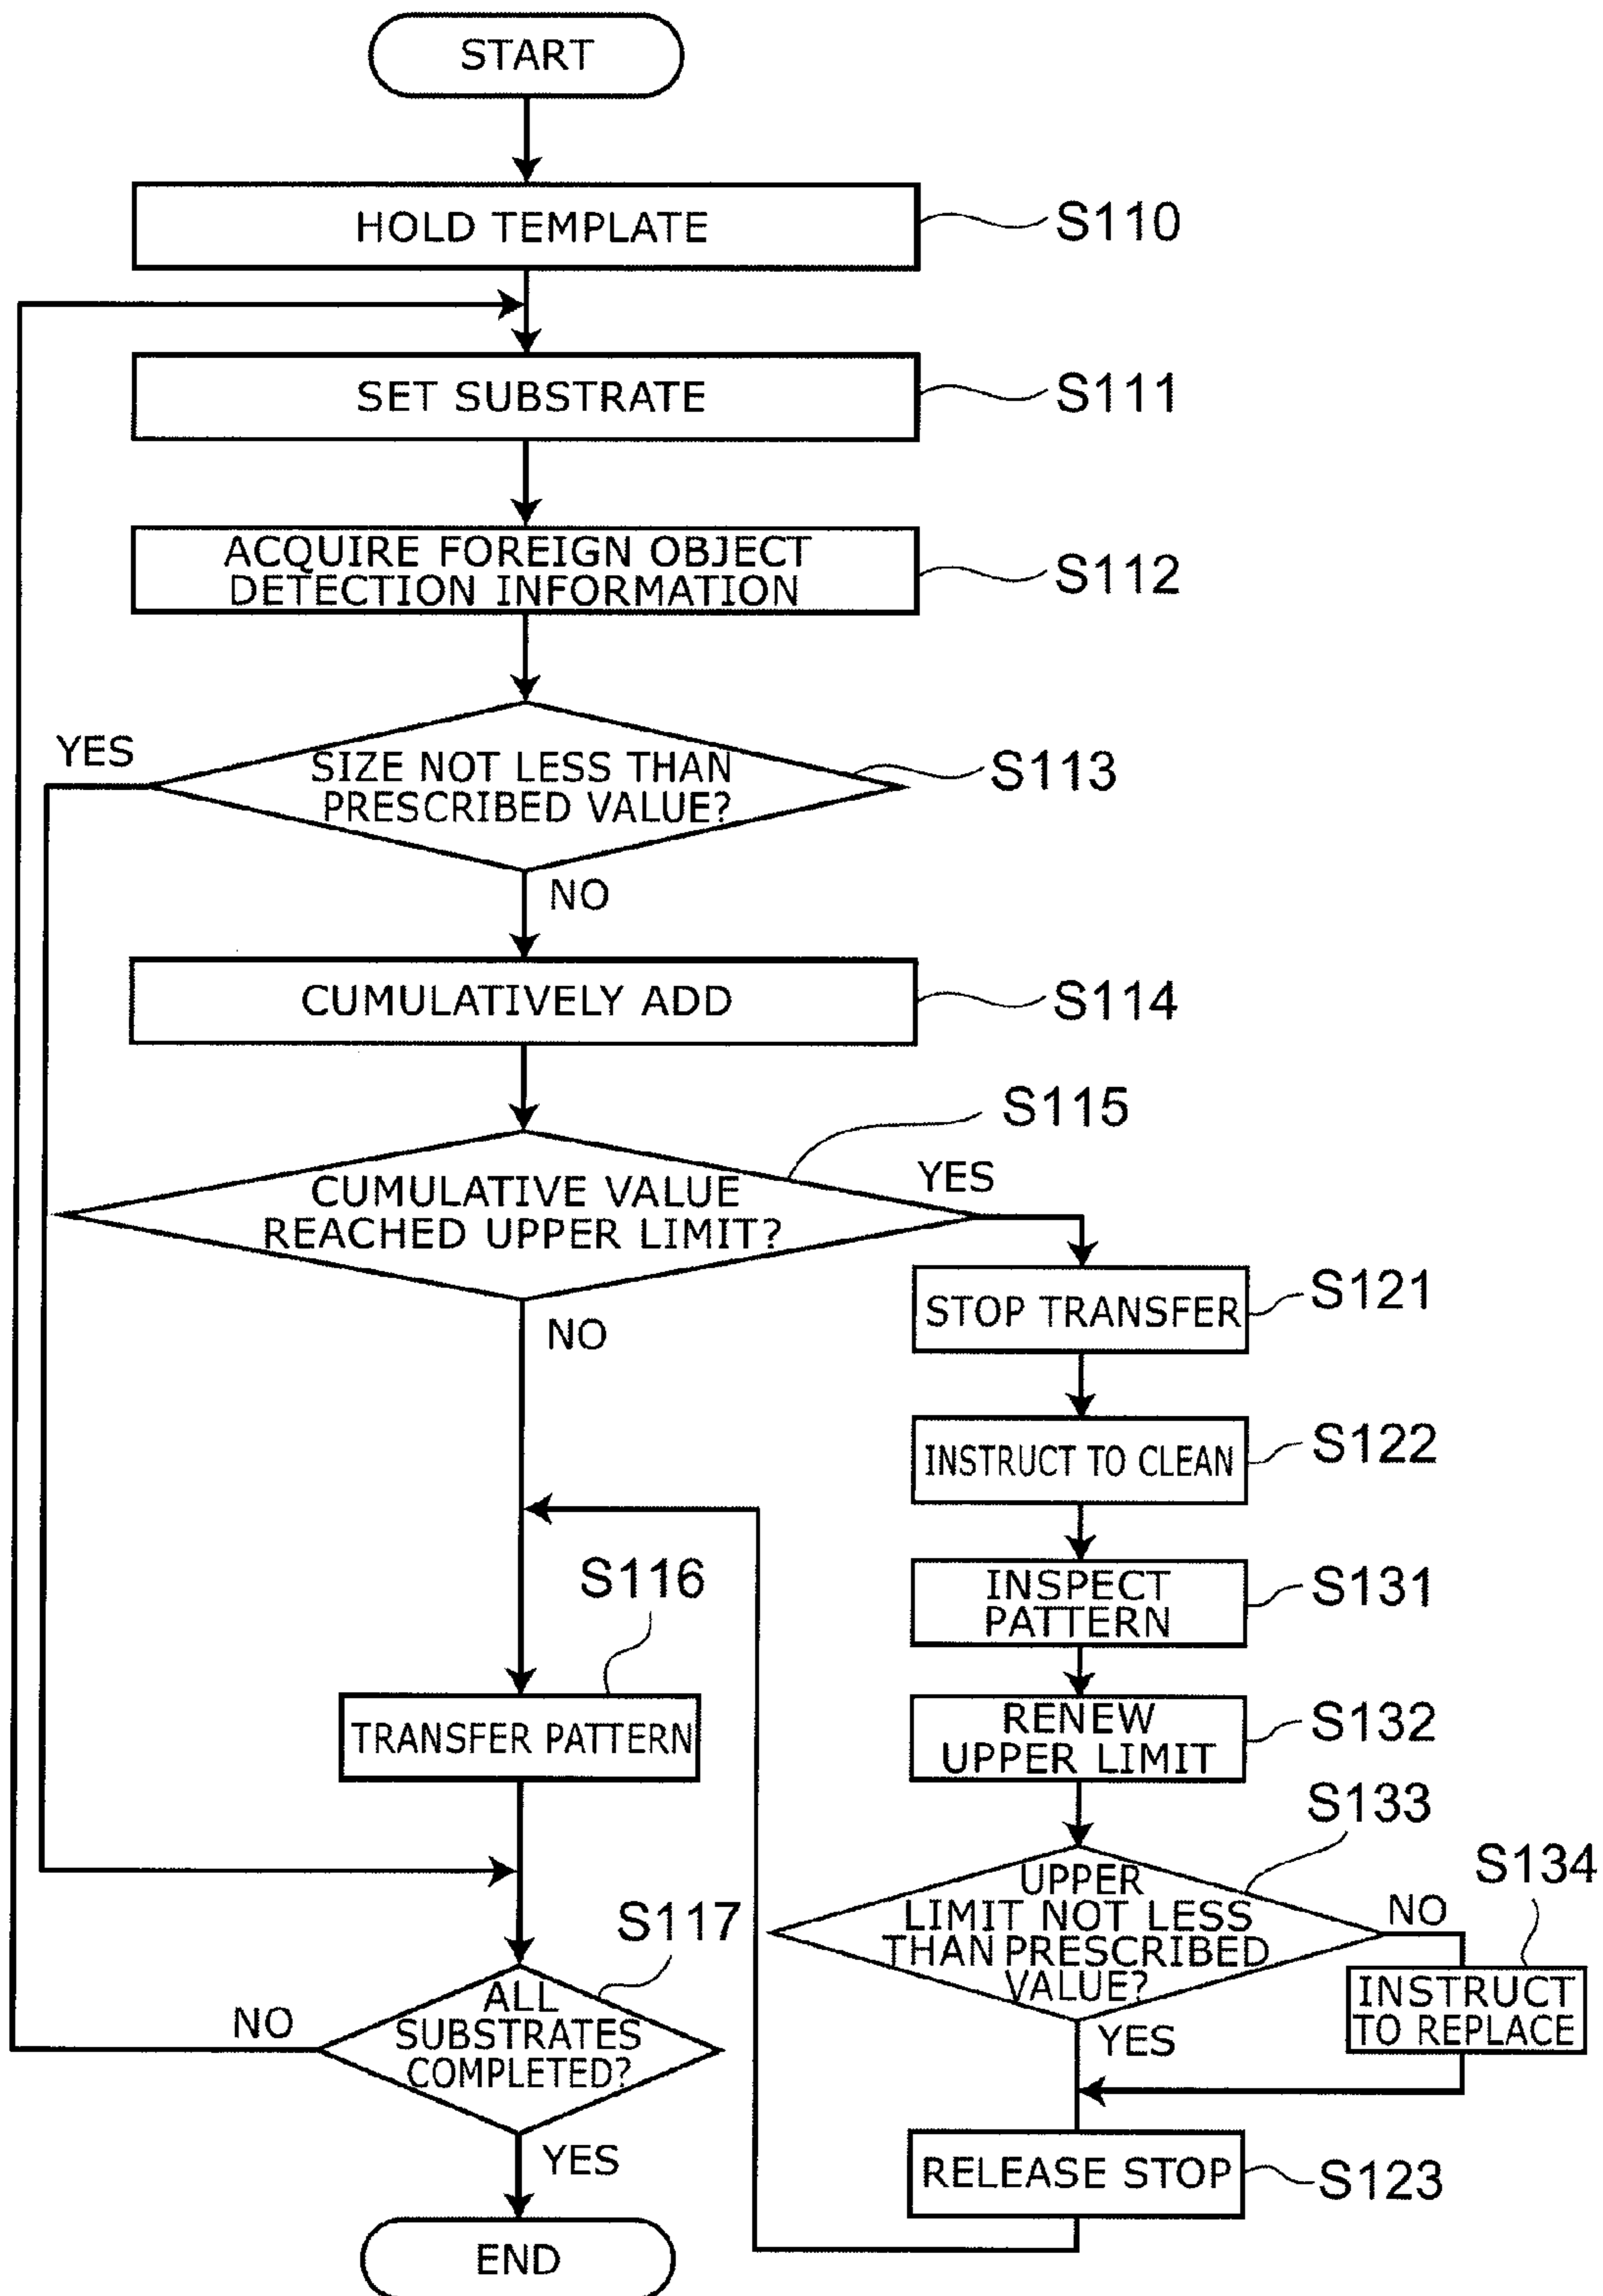 START
HOLD TEMPLATE
S110
SET SUBSTRATE
S111
ACQUIRE FOREIGN OBJECT
DETECTION INFORMATION
S112
YES
SIZE NOT LESS THAN
PRESCRIBED VALUE?
S113
NO
CUMULATIVELY ADD
S114
S115
CUMULATIVE VALUE
REACHED UPPER LIMIT?
YES
NO
STOP TRANSFER
S121
INSTRUCT TO CLEAN
S122
INSPECT
PATTERN
S131
S116
TRANSFER PATTERN
RENEW
UPPER LIMIT
S132
S133
UPPER
LIMIT NOT LESS
THAN PRESCRIBED
VALUE?
NO
S134
INSTRUCT
TO REPLACE
YES
S117
ALL
SUBSTRATES
COMPLETED?
NO
YES
RELEASE STOP
S123
END